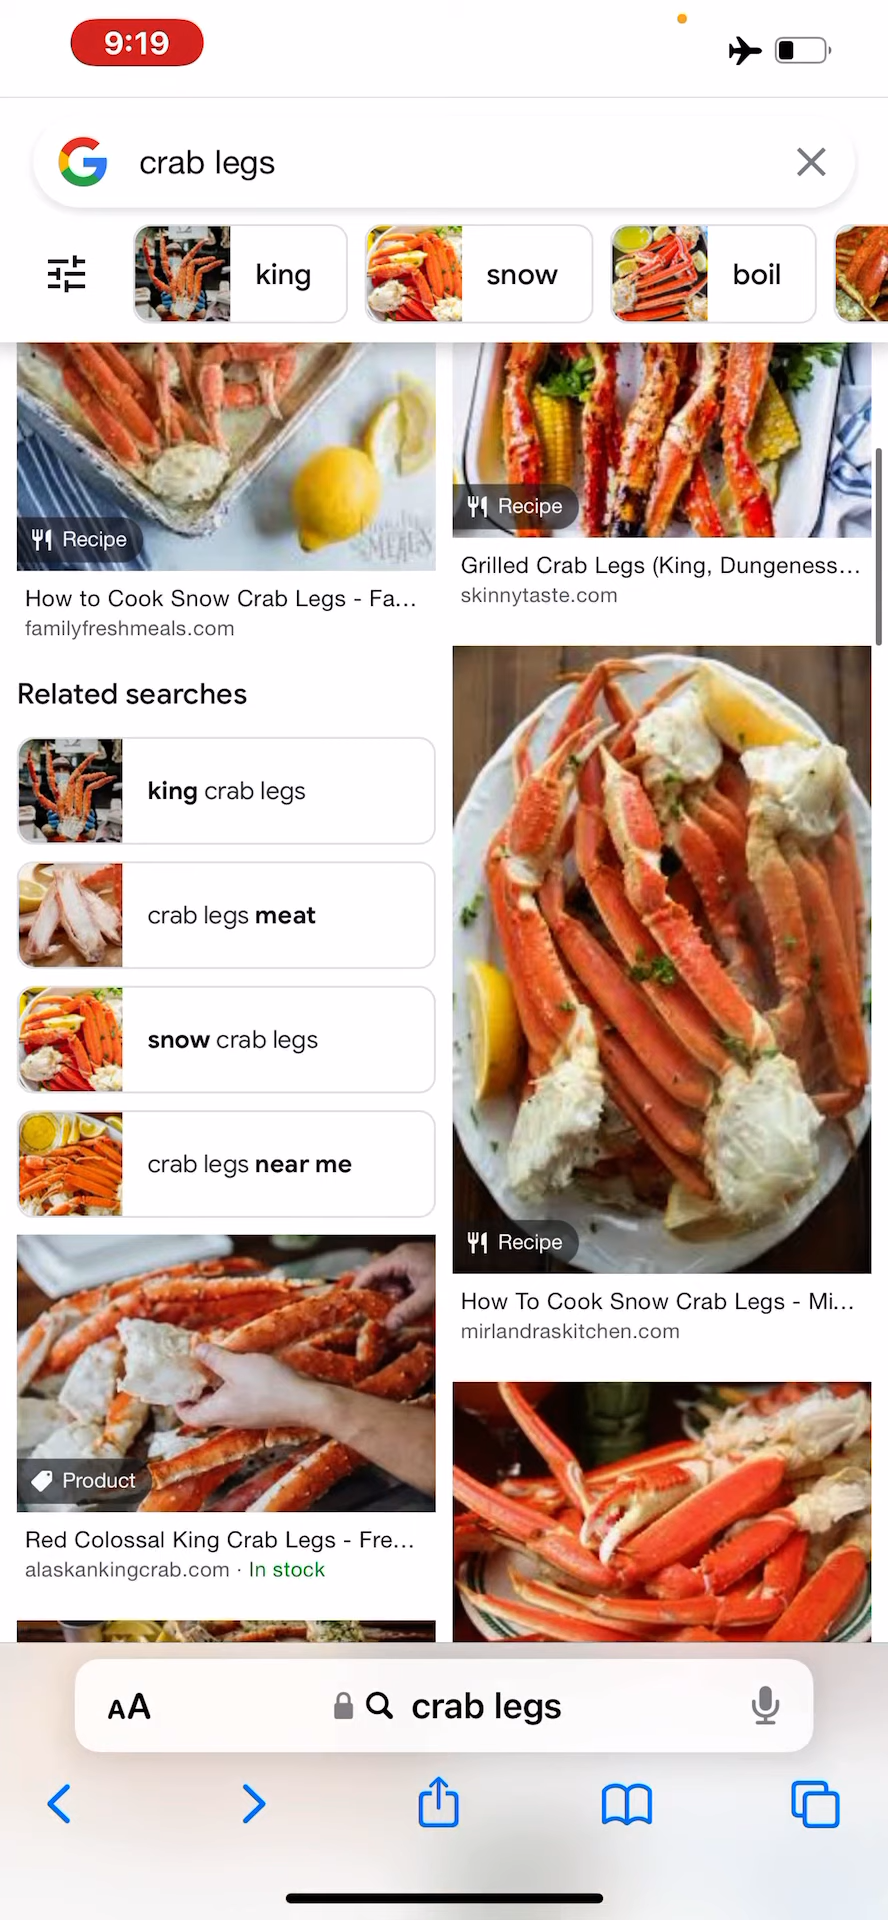 9:19
crab legs
king
snow
boil
Recipe
How to Cook Snow Crab Legs - Fa...
familyfreshmeals.com
Recipe
Grilled Crab Legs (King, Dungeness...
skinnytaste.com
Related searches
king crab legs
crab legs meat
snow crab legs
crab legs near me
Recipe
How To Cook Snow Crab Legs - Mi...
mirlandraskitchen.com
Product
Red Colossal King Crab Legs - Fre...
alaskankingcrab.com · In stock
AA
crab legs